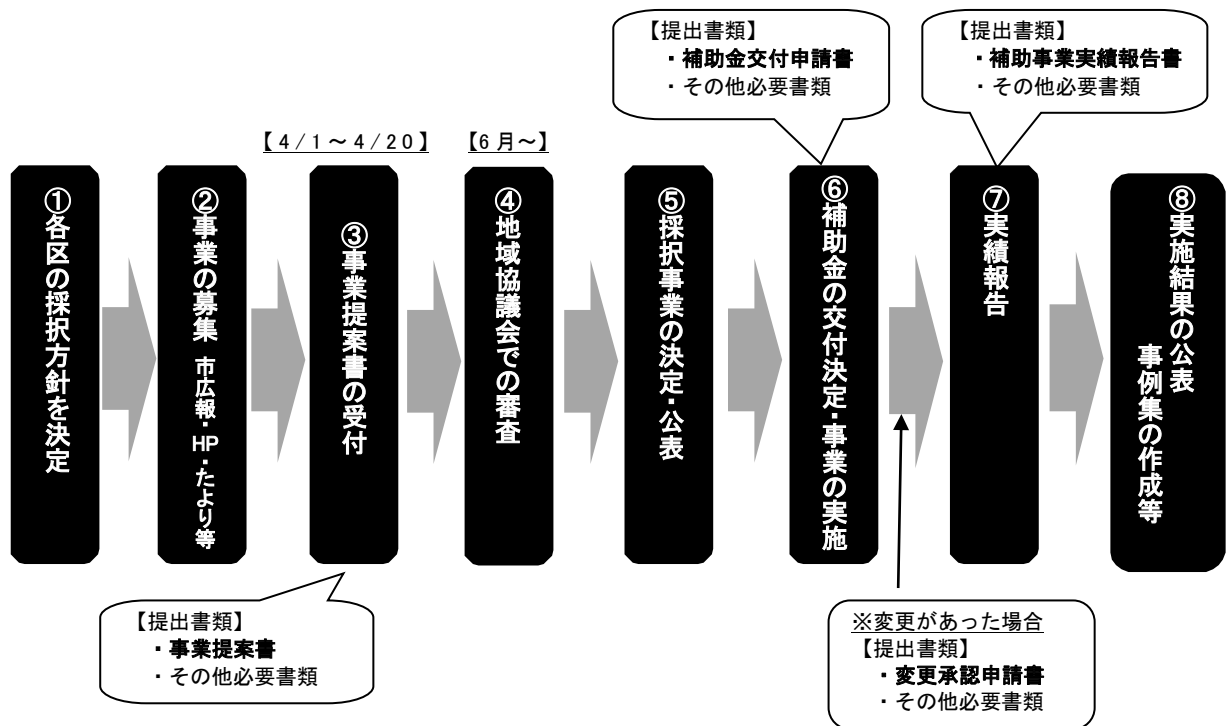 【提出書類】
・補助金交付申請書
・その他必要書類
【提出書類】
・補助事業実績報告書
・その他必要書類
【4/1~4/20】
【6月~】
①各区の採択方針を決定
②事業の募集 市広報・HP・たより等
③事業提案書の受付
④地域協議会での審査
⑤採択事業の決定・公表
⑥補助金の交付決定・事業の実施
⑦実績報告
⑧実施結果の公表
事例集の作成等
【提出書類】
・事業提案書
・その他必要書類
※変更があった場合
【提出書類】
・変更承認申請書
・その他必要書類